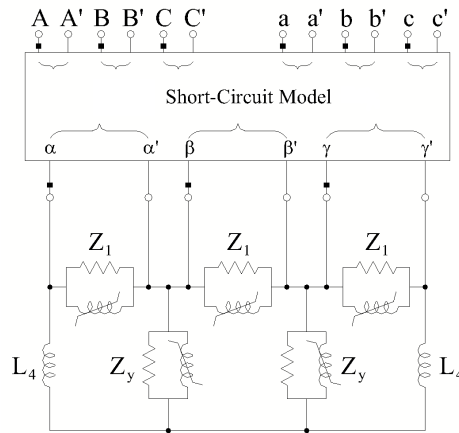 A A' B B' C C' a a' b b' c c'
Short-Circuit Model
α α' β β' γ γ'
Z1 Z1 Z1
L4 Zy Zy L4